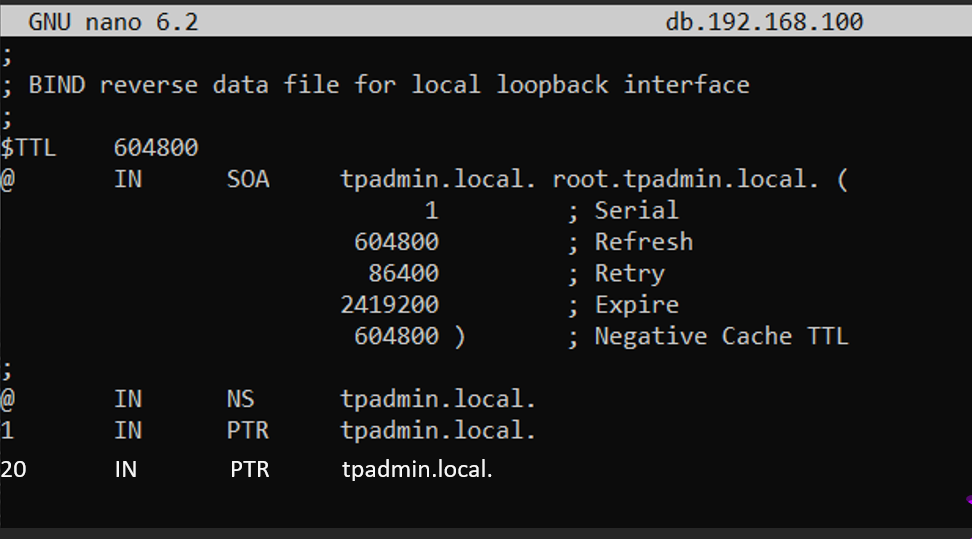 GNU nano 6.2 db.192.168.100
;
; BIND reverse data file for local loopback interface
;
$TTL 604800
@ IN SOA tpadmin.local. root.tpadmin.local. (
1 ; Serial
604800 ; Refresh
86400 ; Retry
2419200 ; Expire
604800 ) ; Negative Cache TTL
;
@ IN NS tpadmin.local.
1 IN PTR tpadmin.local.
20 IN PTR tpadmin.local.